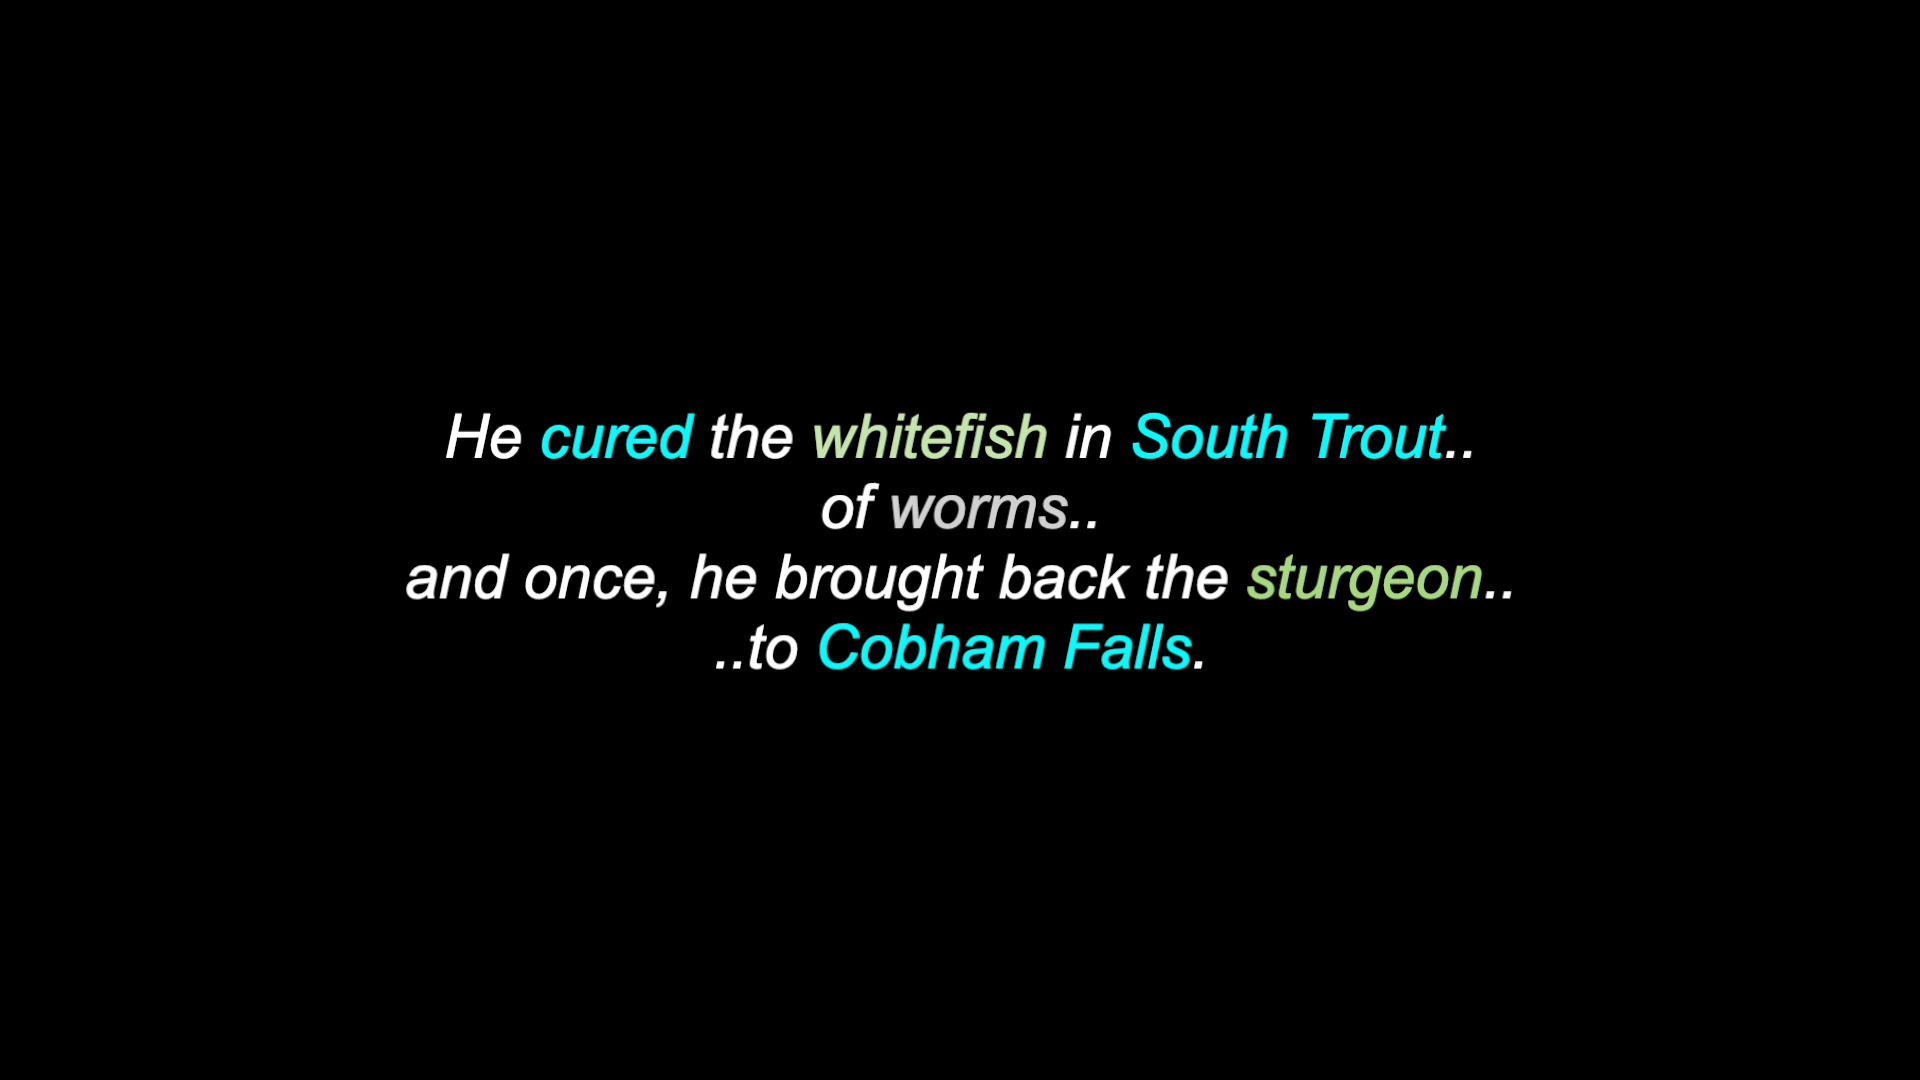 He cured the whitefish in South Trout..
of worms..
and once, he brought back the sturgeon..
..to Cobham Falls.